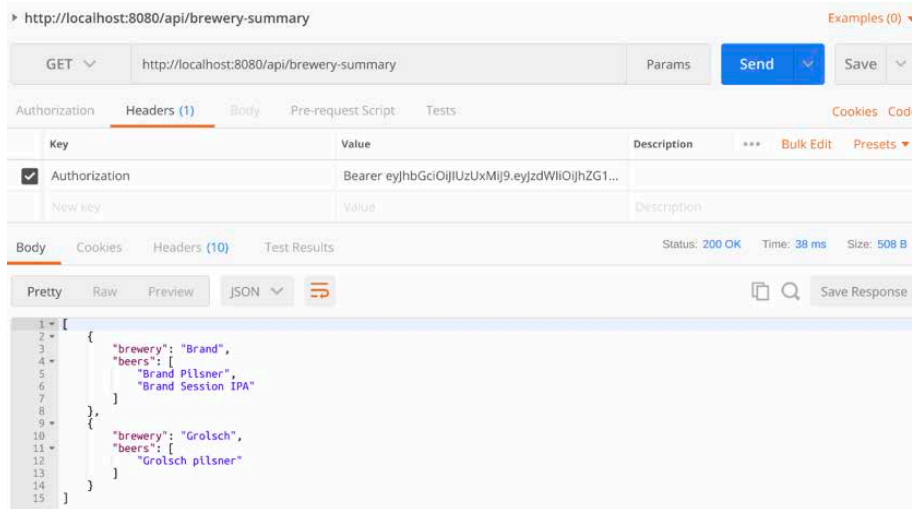 http://localhost:8080/api/brewery-summary Examples (0)
GET http://localhost:8080/api/brewery-summary Params Send Save
Authorization Headers (1) Body Pre-request Script Tests Cookies Cod
Key Value Description Bulk Edit Presets
Authorization Bearer eyJhbGciOiJIUzUxMiJ9.eyJzdWIiOiJhZG1...
New key Value Description
Body Cookies Headers (10) Test Results Status: 200 OK Time: 38 ms Size: 508 B
Pretty Raw Preview JSON Save Response
1 [
2 {
3 "brewery": "Brand",
4 "beers": [
5 "Brand Pilsner",
6 "Brand Session IPA"
7 ]
8 },
9 {
10 "brewery": "Grolsch",
11 "beers": [
12 "Grolsch pilsner"
13 ]
14 }
15 ]